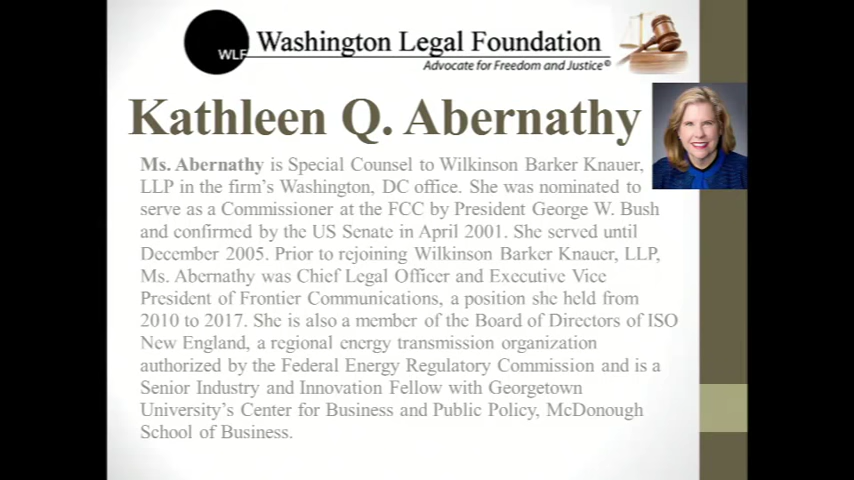 WLF
Washington Legal Foundation
Advocate for Freedom and Justice©
Kathleen Q. Abernathy
Ms. Abernathy is Special Counsel to Wilkinson Barker Knauer,
LLP in the firm's Washington, DC office. She was nominated to
serve as a Commissioner at the FCC by President George W. Bush
and confirmed by the US Senate in April 2001. She served until
December 2005. Prior to rejoining Wilkinson Barker Knauer, LLP,
Ms. Abernathy was Chief Legal Officer and Executive Vice
President of Frontier Communications, a position she held from
2010 to 2017. She is also a member of the Board of Directors of ISO
New England, a regional energy transmission organization
authorized by the Federal Energy Regulatory Commission and is a
Senior Industry and Innovation Fellow with Georgetown
University's Center for Business and Public Policy, McDonough
School of Business.